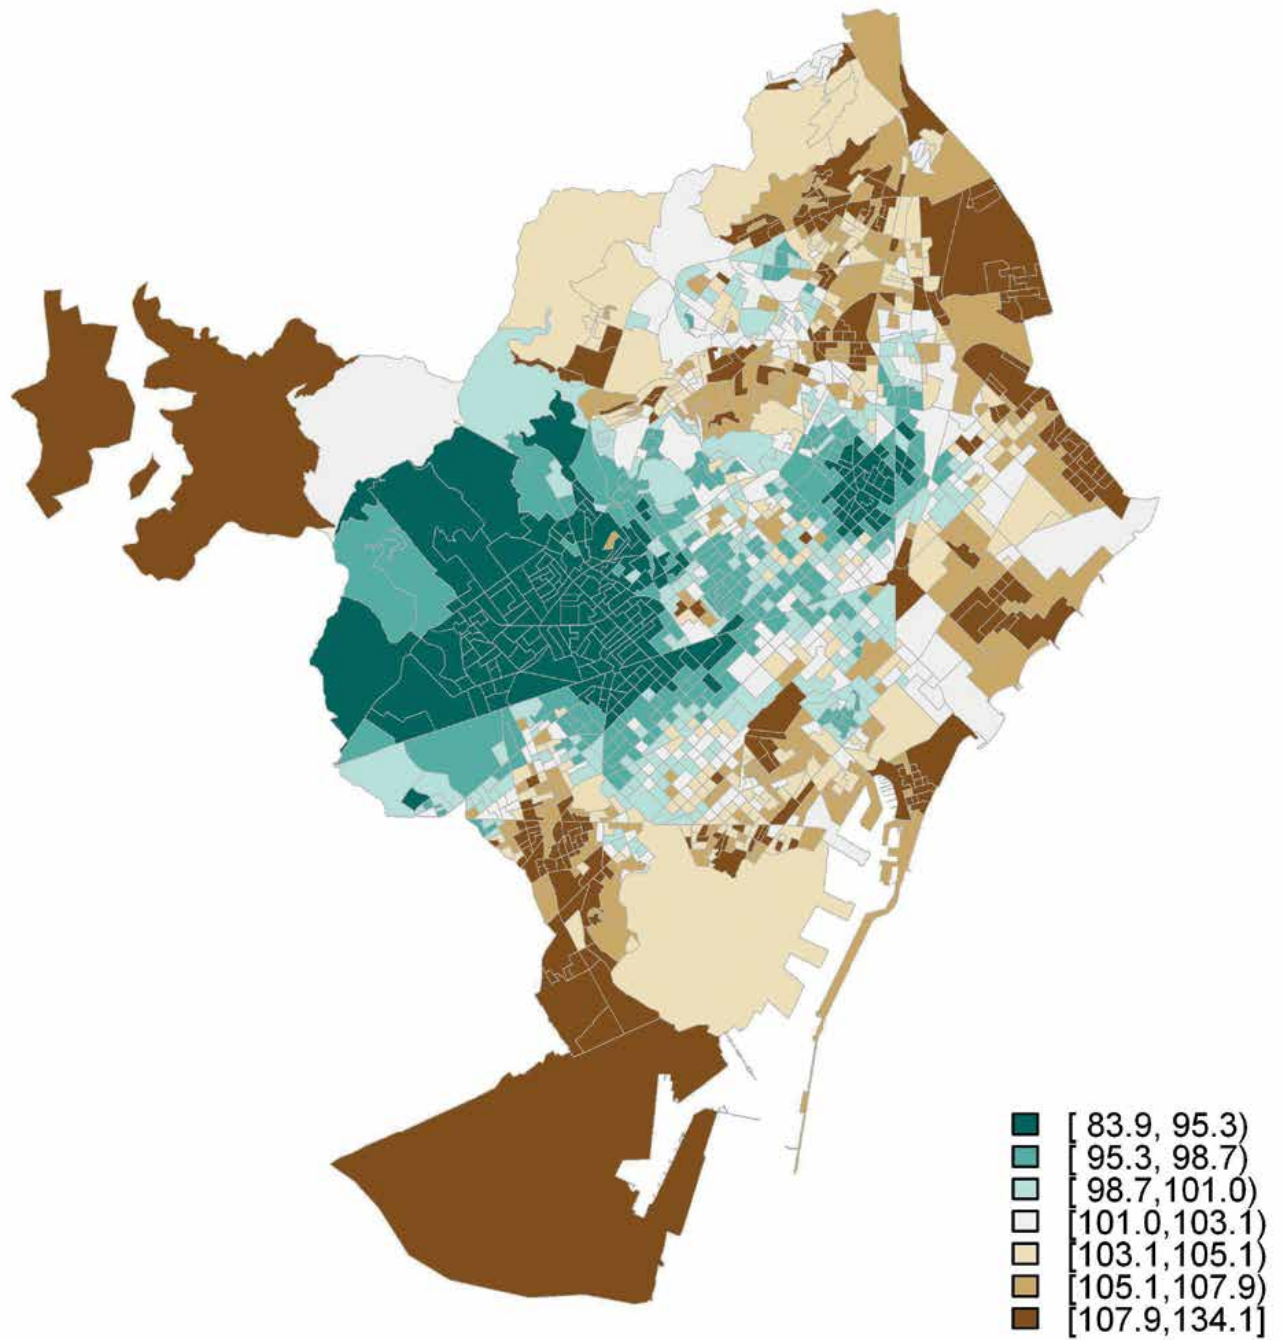 [ 83.9, 95.3)
[ 95.3, 98.7)
[ 98.7,101.0)
[101.0,103.1)
[103.1,105.1)
[105.1,107.9)
[107.9,134.1]